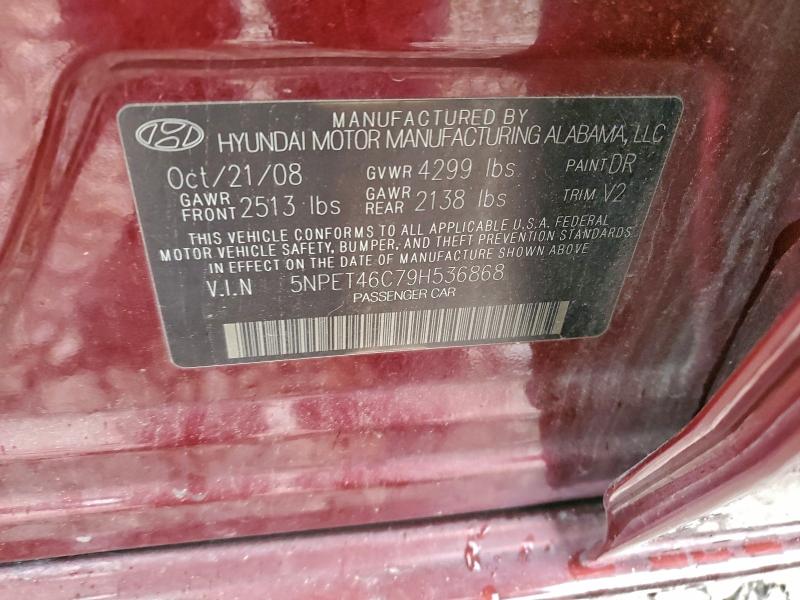 MANUFACTURED BY
HYUNDAI MOTOR MANUFACTURING ALABAMA, LLC
Oct/21/08 GVWR 4299 lbs PAINT DR
GAWR FRONT 2513 lbs GAWR REAR 2138 lbs TRIM V2
THIS VEHICLE CONFORMS TO ALL APPLICABLE U.S.A. FEDERAL
MOTOR VEHICLE SAFETY, BUMPER, AND THEFT PREVENTION STANDARDS
IN EFFECT ON THE DATE OF MANUFACTURE SHOWN ABOVE
V.I.N 5NPET46C79H536868
PASSENGER CAR